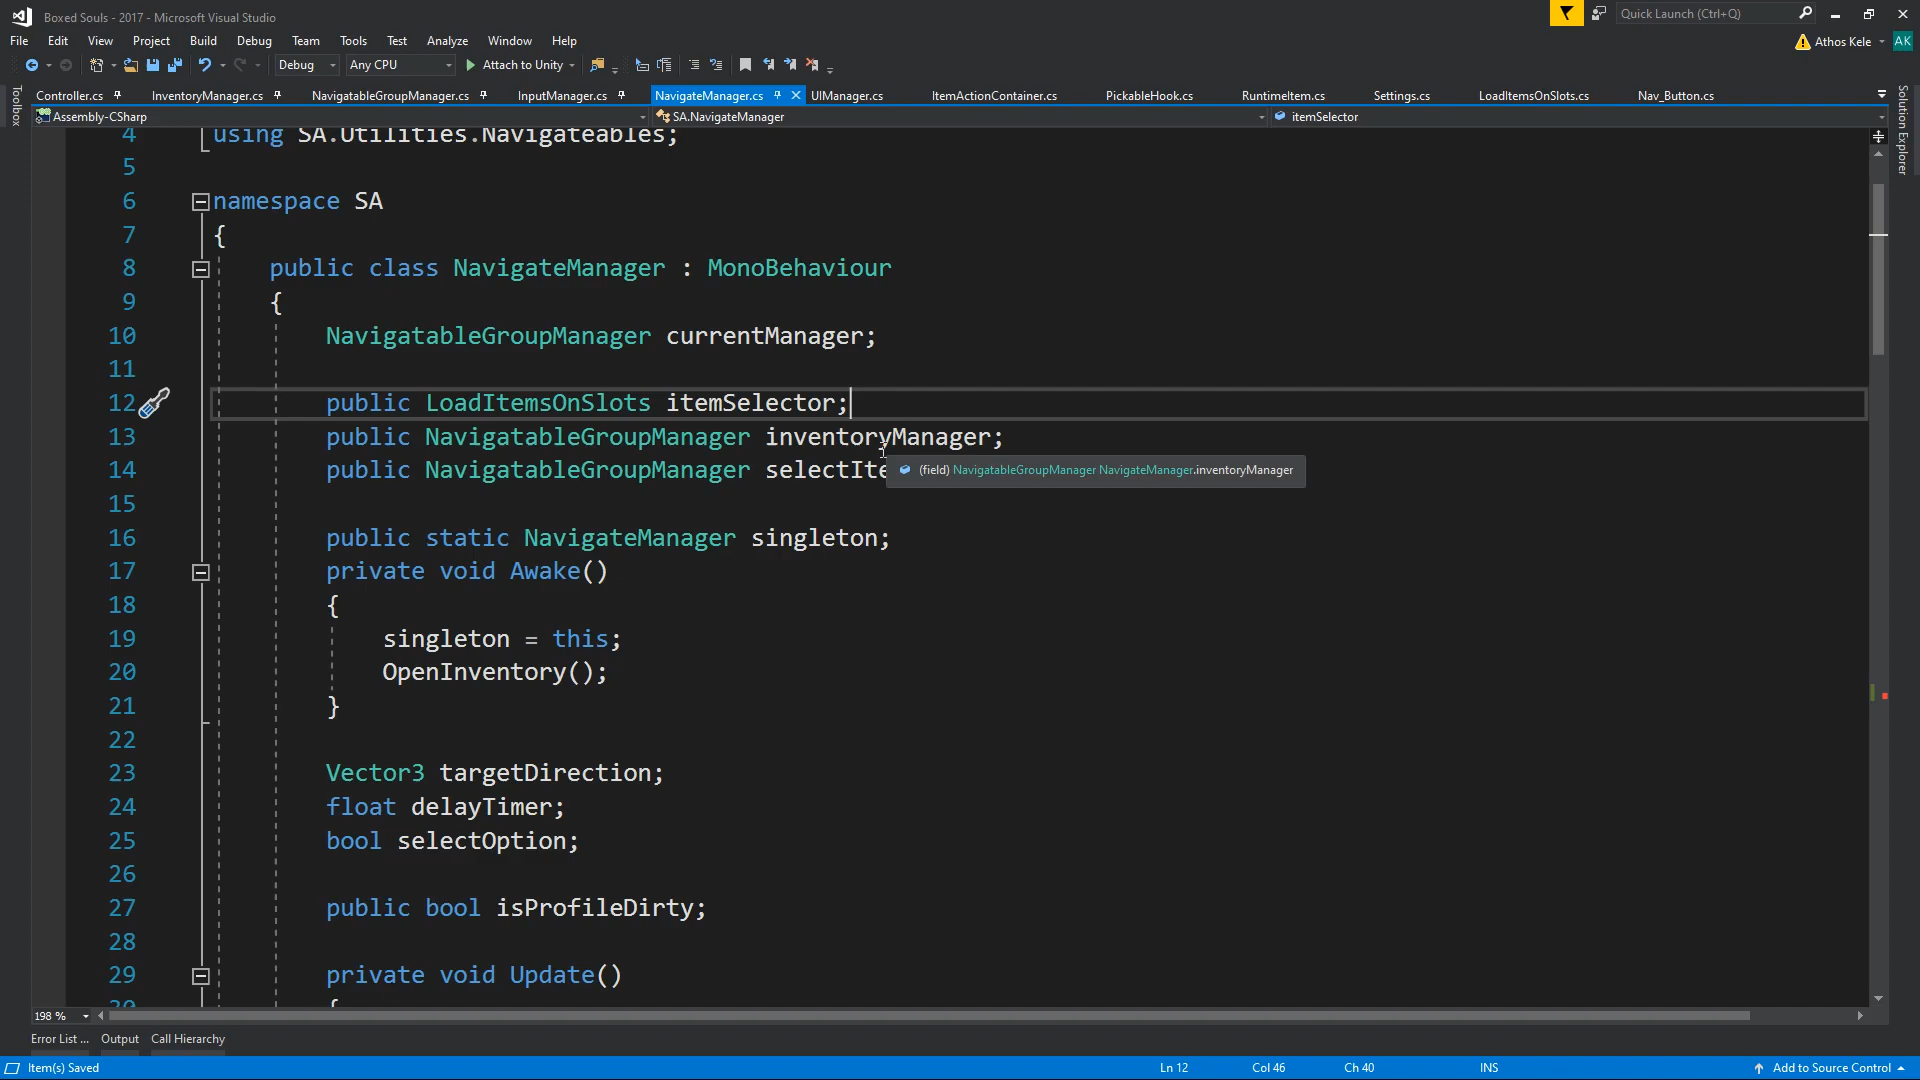 Boxed Souls - 2017 - Microsoft Visual Studio
Quick Launch (Ctrl+Q)
File Edit View Project Build Debug Team Tools Test Analyze Window Help
Athos Kele AK
Debug Any CPU Attach to Unity
Toolbox
Controller.cs InventoryManager.cs NavigatableGroupManager.cs InputManager.cs NavigateManager.cs UIManager.cs ItemActionContainer.cs PickableHook.cs RuntimeItem.cs Settings.cs LoadItemsOnSlots.cs Nav_Button.cs
Solution Explorer
Assembly-CSharp SA.NavigateManager itemSelector
4 using SA.Utilities.Navigateables;
5
6 namespace SA
7 {
8 public class NavigateManager : MonoBehaviour
9 {
10 NavigatableGroupManager currentManager;
11
12 public LoadItemsOnSlots itemSelector;
13 public NavigatableGroupManager inventoryManager;
14 public NavigatableGroupManager selectIte
(field) NavigatableGroupManager NavigateManager.inventoryManager
15
16 public static NavigateManager singleton;
17 private void Awake()
18 {
19 singleton = this;
20 OpenInventory();
21 }
22
23 Vector3 targetDirection;
24 float delayTimer;
25 bool selectOption;
26
27 public bool isProfileDirty;
28
29 private void Update()
30 {
198 %
Error List ... Output Call Hierarchy
Item(s) Saved Ln 12 Col 46 Ch 40 INS Add to Source Control